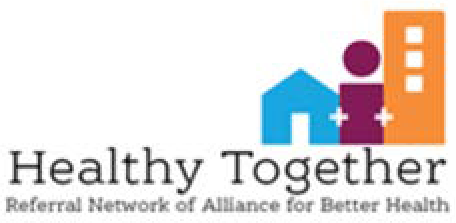 Healthy Together
Referral Network of Alliance for Better Health